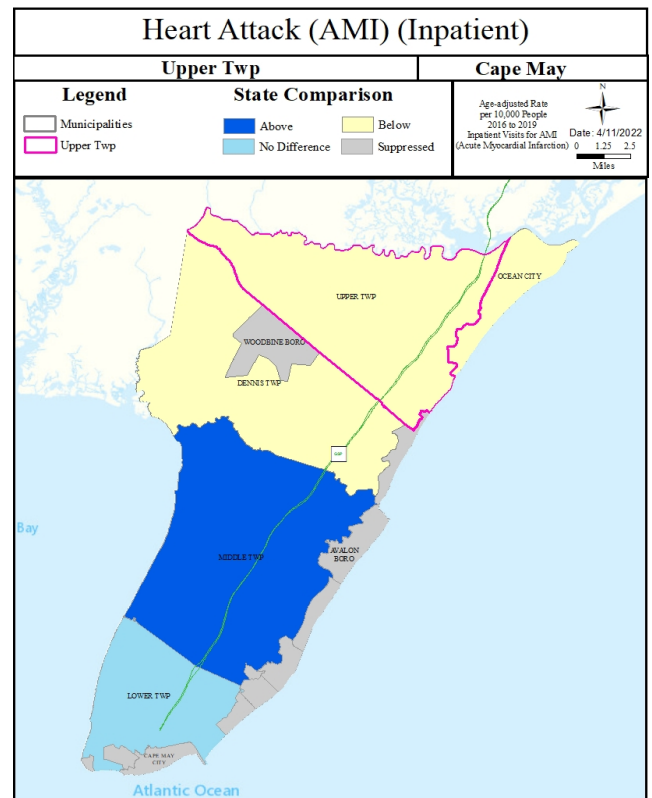 Heart Attack (AMI) (Inpatient)
Upper Twp
Cape May
Legend
Municipalities
Upper Twp
State Comparison
Above
Below
No Difference
Suppressed
Age-adjusted Rate
per 10,000 People
2016 to 2019
Inpatient Visits for AMI
(Acute Myocardial Infarction)
N
Date: 4/11/2022
0 1.25 2.5
Miles
OCEAN CITY
UPPER TWP
WOODBINE BORO
DENNIS TWP
Bay
AVALON
BORO
MIDDLE TWP
LOWER TWP
CAPE MAY
CITY
Atlantic Ocean